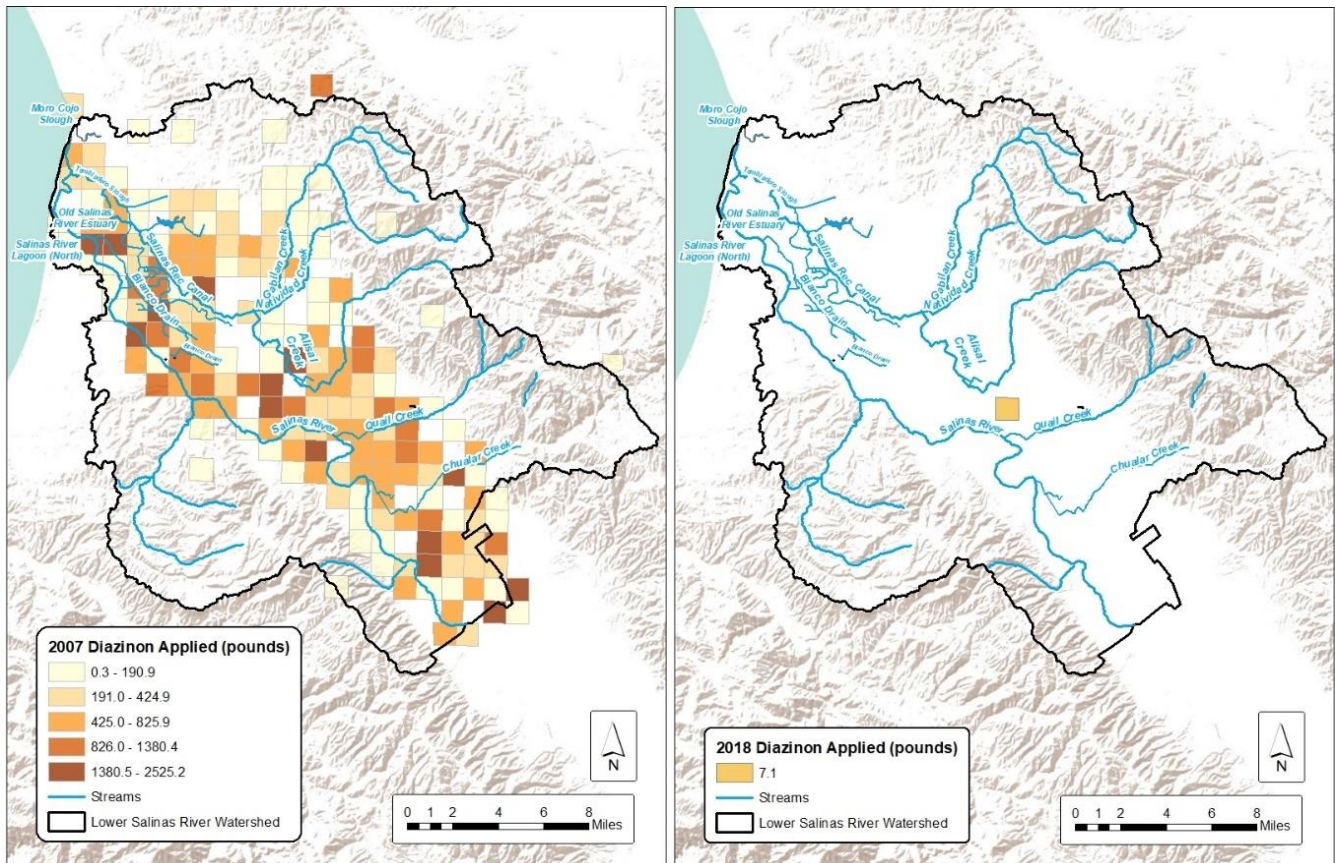 Moro Cojo
Slough
Tembladero Slough
Old Salinas
River Estuary
Salinas River
Lagoon (North)
Salinas Rec Canal
Blanco Drain
Blanco Drain
Gabilan Creek
Natividad Creek
Alisal
Creek
Salinas River
Quail Creek
Chualar Creek
2007 Diazinon Applied (pounds)
0.3 - 190.9
191.0 - 424.9
425.0 - 825.9
826.0 - 1380.4
1380.5 - 2525.2
Streams
Lower Salinas River Watershed
N
0 1 2 4 6 8
Miles
Moro Cojo
Slough
Tembladero Slough
Old Salinas
River Estuary
Salinas River
Lagoon (North)
Salinas Rec Canal
Blanco Drain
Blanco Drain
Gabilan Creek
Natividad Creek
Alisal
Creek
Salinas River
Quail Creek
Chualar Creek
2018 Diazinon Applied (pounds)
7.1
Streams
Lower Salinas River Watershed
N
0 1 2 4 6 8
Miles